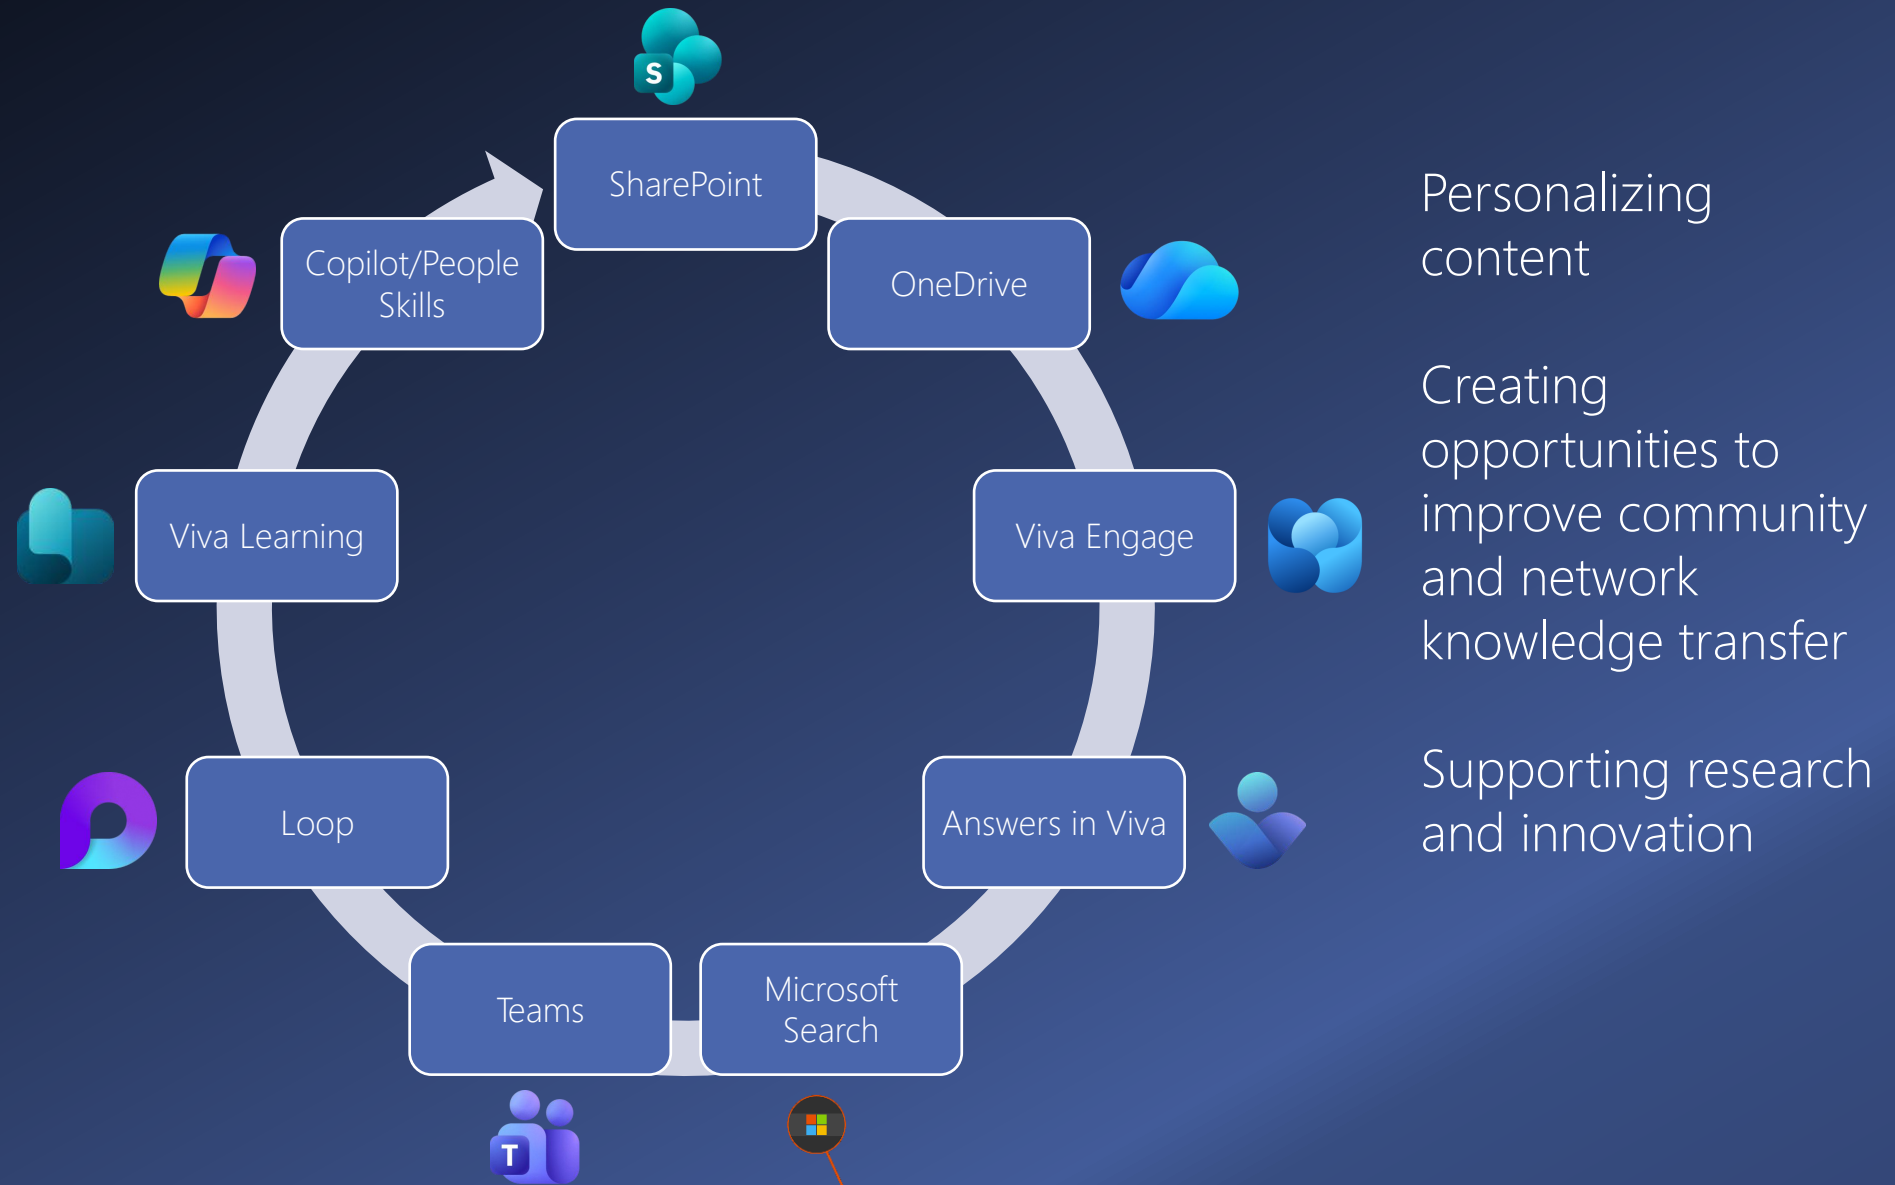 S
SharePoint
OneDrive
Viva Engage
Answers in Viva
Microsoft
Search
Teams
T
Loop
Viva Learning
Copilot/People
Skills
Personalizing
content
Creating
opportunities to
improve community
and network
knowledge transfer
Supporting research
and innovation